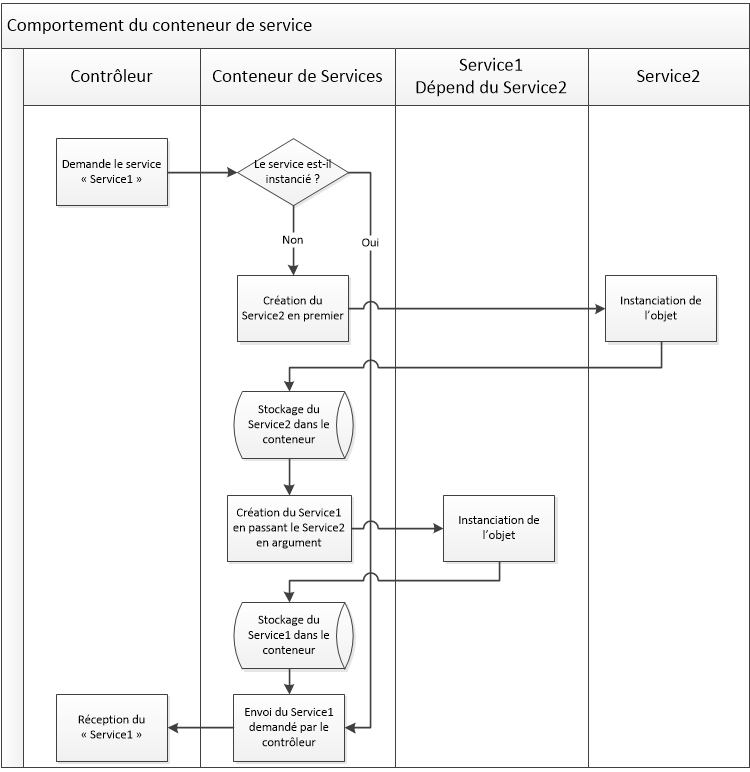 Comportement du conteneur de service
Contrôleur
Conteneur de Services
Service1
Dépend du Service2
Service2
Demande le service
« Service1 »
Le service est-il
instancié ?
Non
Oui
Création du
Service2 en premier
Instanciation de
l’objet
Stockage du
Service2 dans le
conteneur
Création du Service1
en passant le Service2
en argument
Instanciation de
l’objet
Stockage du
Service1 dans le
conteneur
Envoi du Service1
demandé par le
contrôleur
Réception du
« Service1 »